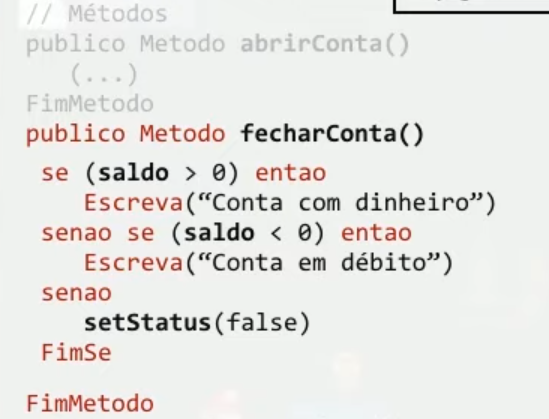 // Métodos
publico Metodo abrirConta()
(...)
FimMetodo
publico Metodo fecharConta()
se (saldo > 0) entao
Escreva(“Conta com dinheiro”)
senao se (saldo < 0) entao
Escreva(“Conta em débito”)
senao
setStatus(false)
FimSe
FimMetodo